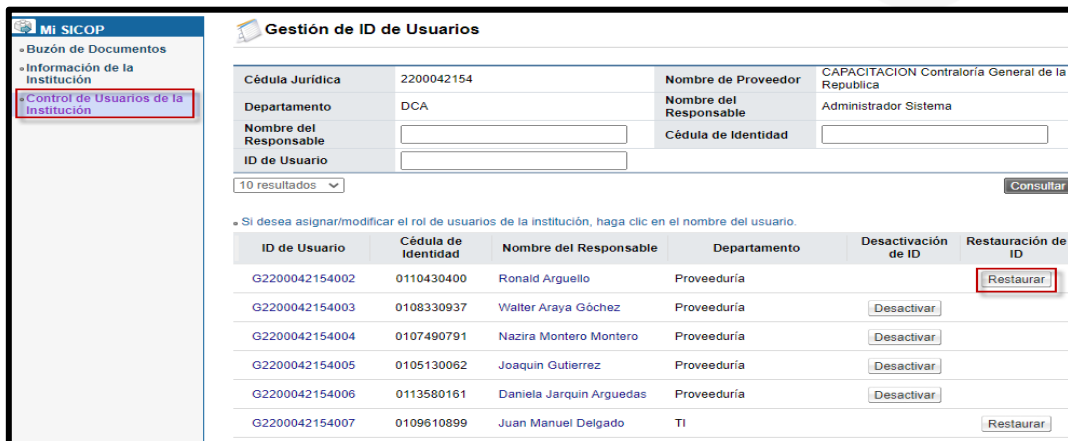 Mi SICOP
Buzón de Documentos
Información de la
Institución
Control de Usuarios de la
Institución
Gestión de ID de Usuarios
Cédula Jurídica 2200042154 Nombre de Proveedor CAPACITACION Contraloría General de la
Republica
Departamento DCA Nombre del
Responsable Administrador Sistema
Nombre del
Responsable Cédula de Identidad
ID de Usuario
10 resultados Consultar
Si desea asignar/modificar el rol de usuarios de la institución, haga clic en el nombre del usuario.
ID de Usuario Cédula de
Identidad Nombre del Responsable Departamento Desactivación
de ID Restauración de
ID
G2200042154002 0110430400 Ronald Arguello Proveeduría Restaurar
G2200042154003 0108330937 Walter Araya Góchez Proveeduría Desactivar
G2200042154004 0107490791 Nazira Montero Montero Proveeduría Desactivar
G2200042154005 0105130062 Joaquin Gutierrez Proveeduría Desactivar
G2200042154006 0113580161 Daniela Jarquin Arguedas Proveeduría Desactivar
G2200042154007 0109610899 Juan Manuel Delgado TI Restaurar